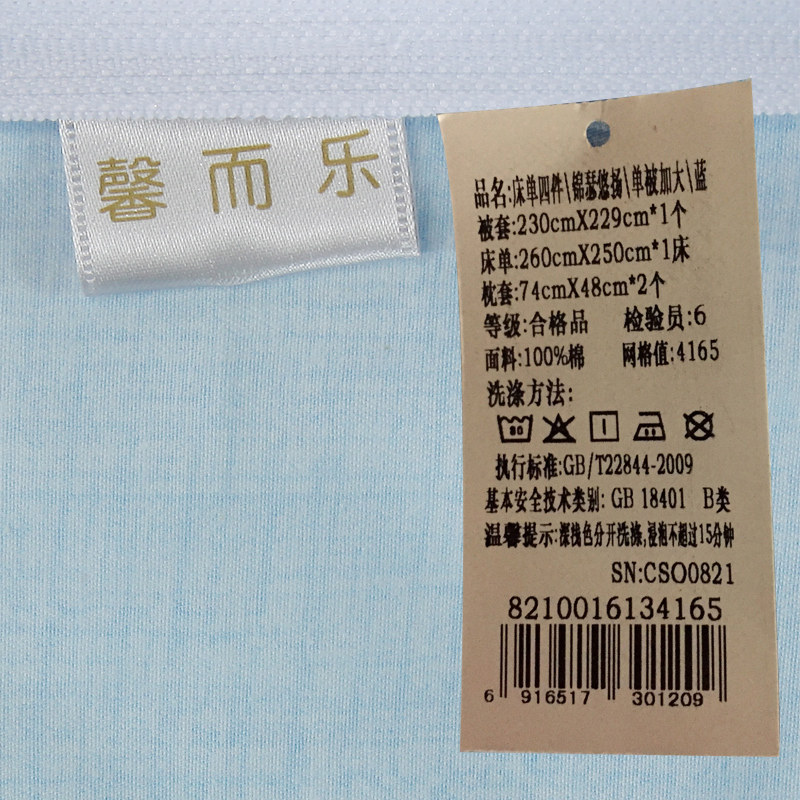 馨而乐
品名:床单四件\锦瑟悠扬\单被加大\蓝
被套:230cmX229cm*1个
床单:260cmX250cm*1床
枕套:74cmX48cm*2个
等级:合格品 检验员:6
面料:100%棉 网格值:4165
洗涤方法:
80
执行标准:GB/T22844-2009
基本安全技术类别: GB 18401 B类
温馨提示:深浅色分开洗涤,浸泡不超过15分钟
SN:CSO0821
8210016134165
6 916517 301209